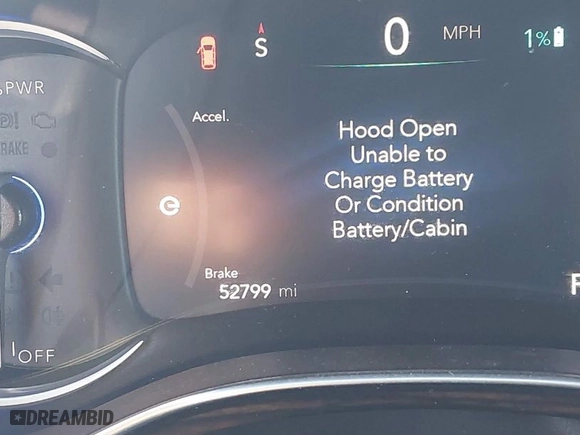 S
0 MPH
1%
PWR
Accel.
BRAKE
Hood Open
Unable to
Charge Battery
Or Condition
Battery/Cabin
Brake
52799 mi
OFF
DREAMBID